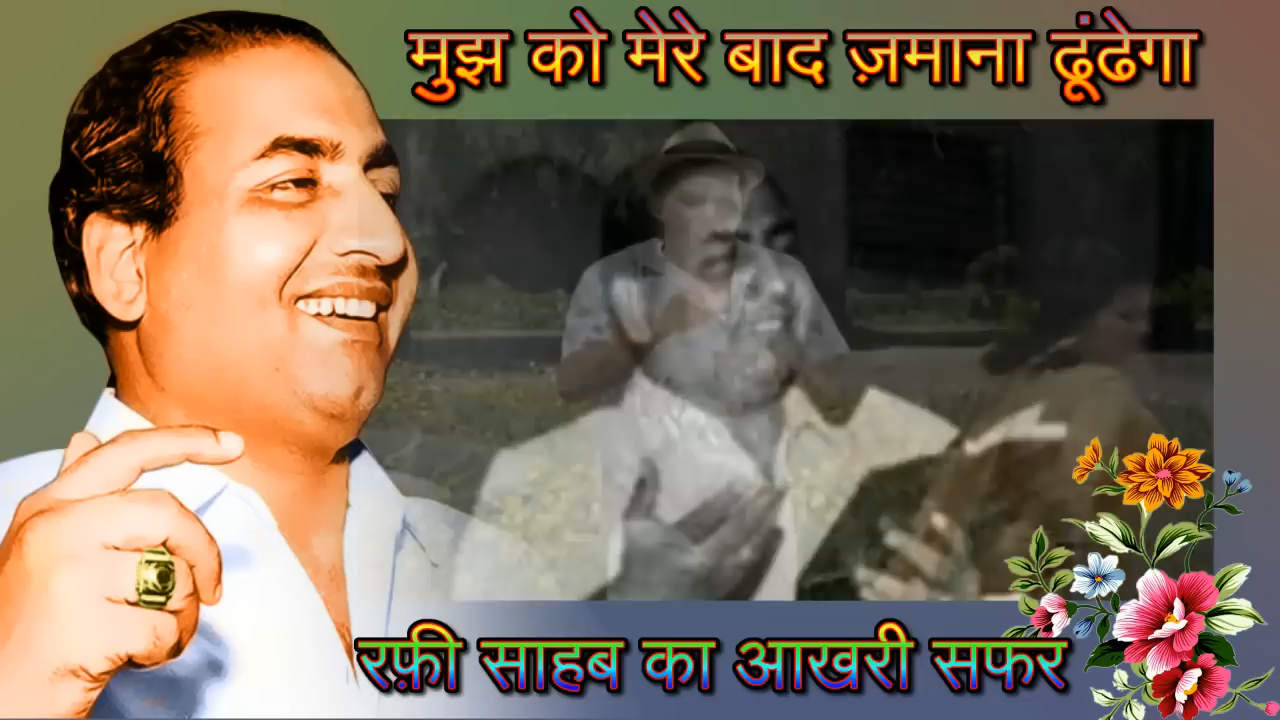 मुझ को मेरे बाद ज़माना ढूंढेगा
रफ़ी साहब का आखरी सफर